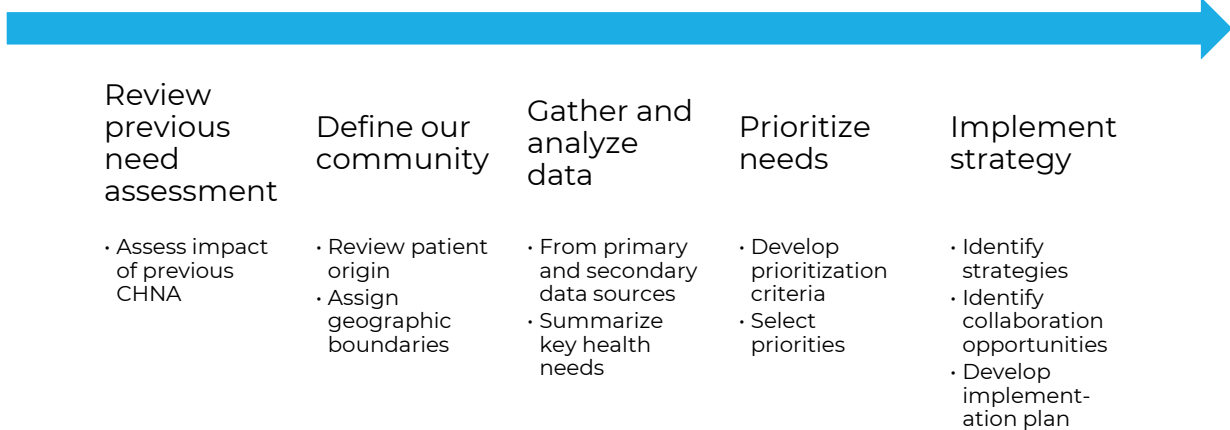 Review
previous
need
assessment
· Assess impact
of previous
CHNA
Define our
community
· Review patient
origin
· Assign
geographic
boundaries
Gather and
analyze
data
· From primary
and secondary
data sources
· Summarize
key health
needs
Prioritize
needs
· Develop
prioritization
criteria
· Select
priorities
Implement
strategy
· Identify
strategies
· Identify
collaboration
opportunities
· Develop
implement-
ation plan